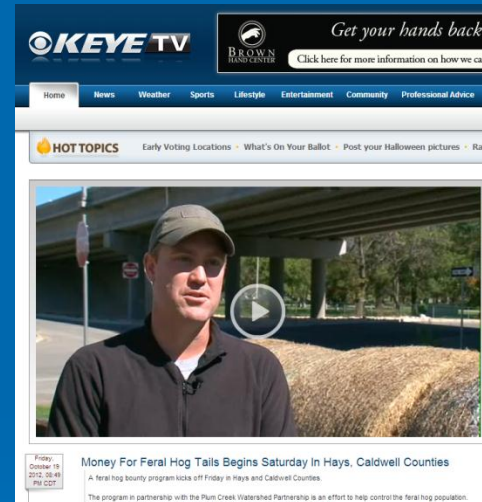 KEYE TV
BROWN
HAND CENTER
Get your hands back
Click here for more information on how we ca
Home News Weather Sports Lifestyle Entertainment Community Professional Advice
HOT TOPICS Early Voting Locations • What's On Your Ballot • Post your Halloween pictures • Ra
Friday,
October 19
2012, 08:49
PM CDT
Money For Feral Hog Tails Begins Saturday In Hays, Caldwell Counties
A feral hog bounty program kicks off Friday in Hays and Caldwell Counties.
The program in partnership with the Plum Creek Watershed Partnership is an effort to help control the feral hog population.